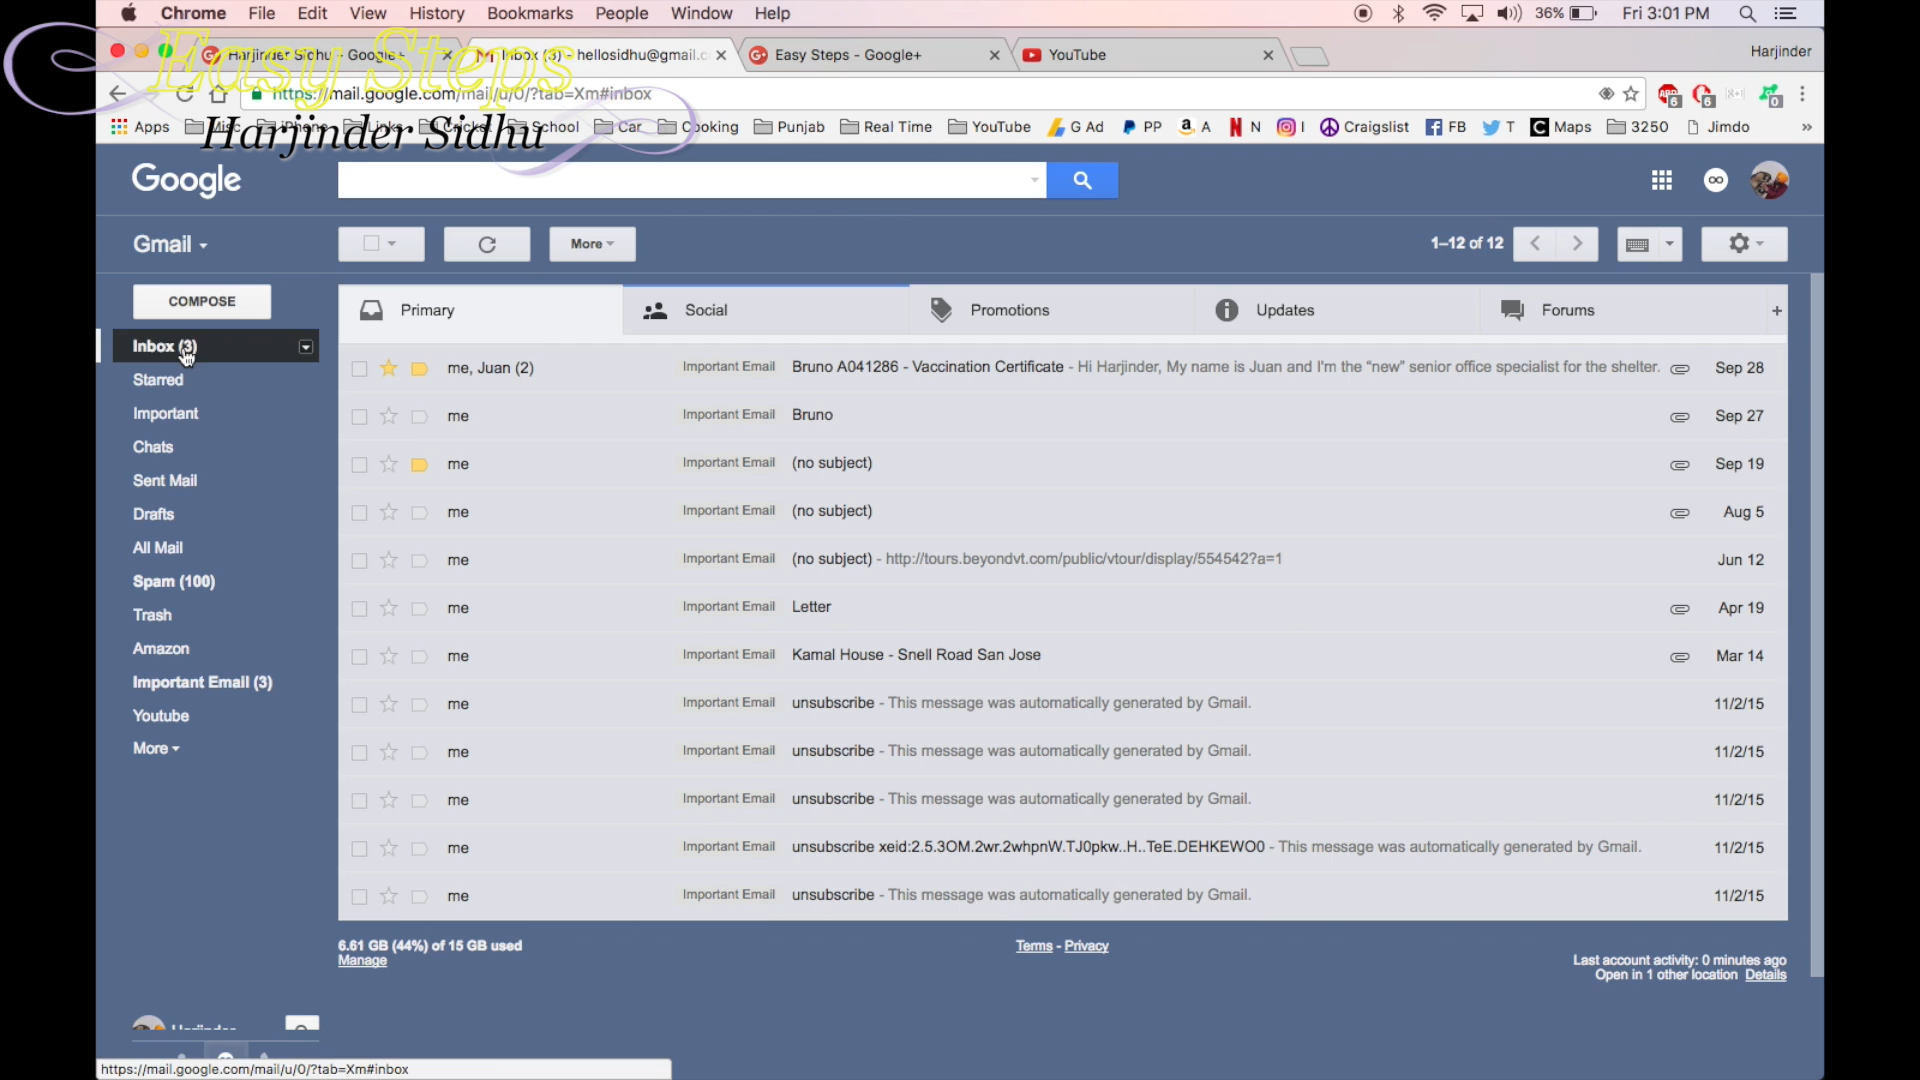 Chrome File Edit View History Bookmarks People Window Help 36% Fri 3:01 PM
Easy Steps
Harjinder Sidhu
Harjinder Sidhu - Google+ Inbox (3) - hellosidhu@gmail.c Easy Steps - Google+ YouTube Harjinder
https://mail.google.com/mail/u/0/?tab=Xm#inbox
Apps Misc iPhone Links Cricket School Car Cooking Punjab Real Time YouTube G Ad PP A N I Craigslist FB T Maps 3250 Jimdo »
Google
Gmail More 1–12 of 12
COMPOSE
Inbox (3)
Starred
Important
Chats
Sent Mail
Drafts
All Mail
Spam (100)
Trash
Amazon
Important Email (3)
Youtube
More
Primary Social Promotions Updates Forums +
me, Juan (2) Important Email Bruno A041286 - Vaccination Certificate - Hi Harjinder, My name is Juan and I'm the “new” senior office specialist for the shelter. Sep 28
me Important Email Bruno Sep 27
me Important Email (no subject) Sep 19
me Important Email (no subject) Aug 5
me Important Email (no subject) - http://tours.beyondvt.com/public/vtour/display/554542?a=1 Jun 12
me Important Email Letter Apr 19
me Important Email Kamal House - Snell Road San Jose Mar 14
me Important Email unsubscribe - This message was automatically generated by Gmail. 11/2/15
me Important Email unsubscribe - This message was automatically generated by Gmail. 11/2/15
me Important Email unsubscribe - This message was automatically generated by Gmail. 11/2/15
me Important Email unsubscribe xeid:2.5.3OM.2wr.2whpnW.TJ0pkw..H..TeE.DEHKEWO0 - This message was automatically generated by Gmail. 11/2/15
me Important Email unsubscribe - This message was automatically generated by Gmail. 11/2/15
6.61 GB (44%) of 15 GB used
Manage
Terms - Privacy
Last account activity: 0 minutes ago
Open in 1 other location Details
Harjinder
https://mail.google.com/mail/u/0/?tab=Xm#inbox